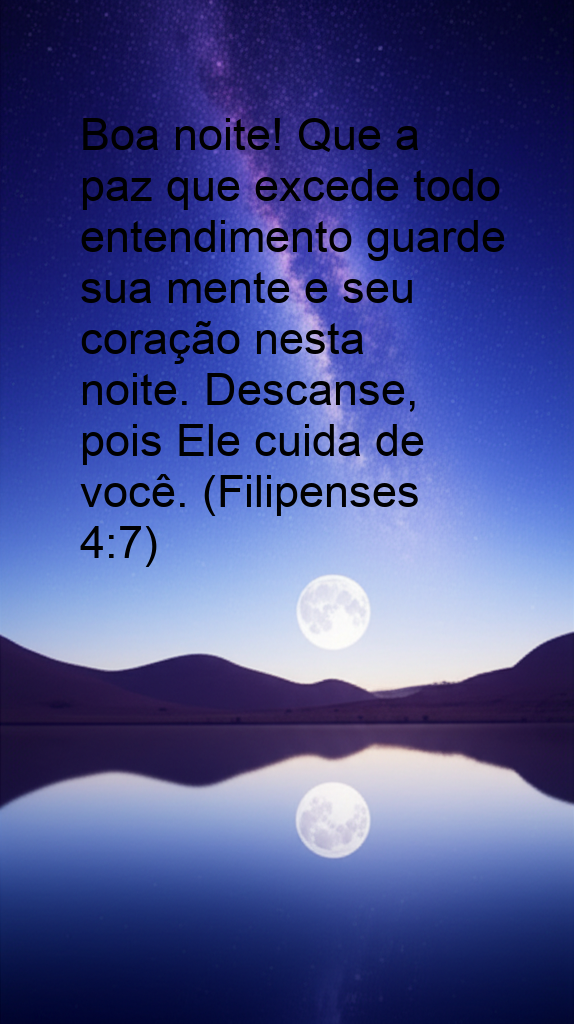 Boa noite! Que a
paz que excede todo
entendimento guarde
sua mente e seu
coração nesta
noite. Descanse,
pois Ele cuida de
você. (Filipenses
4:7)